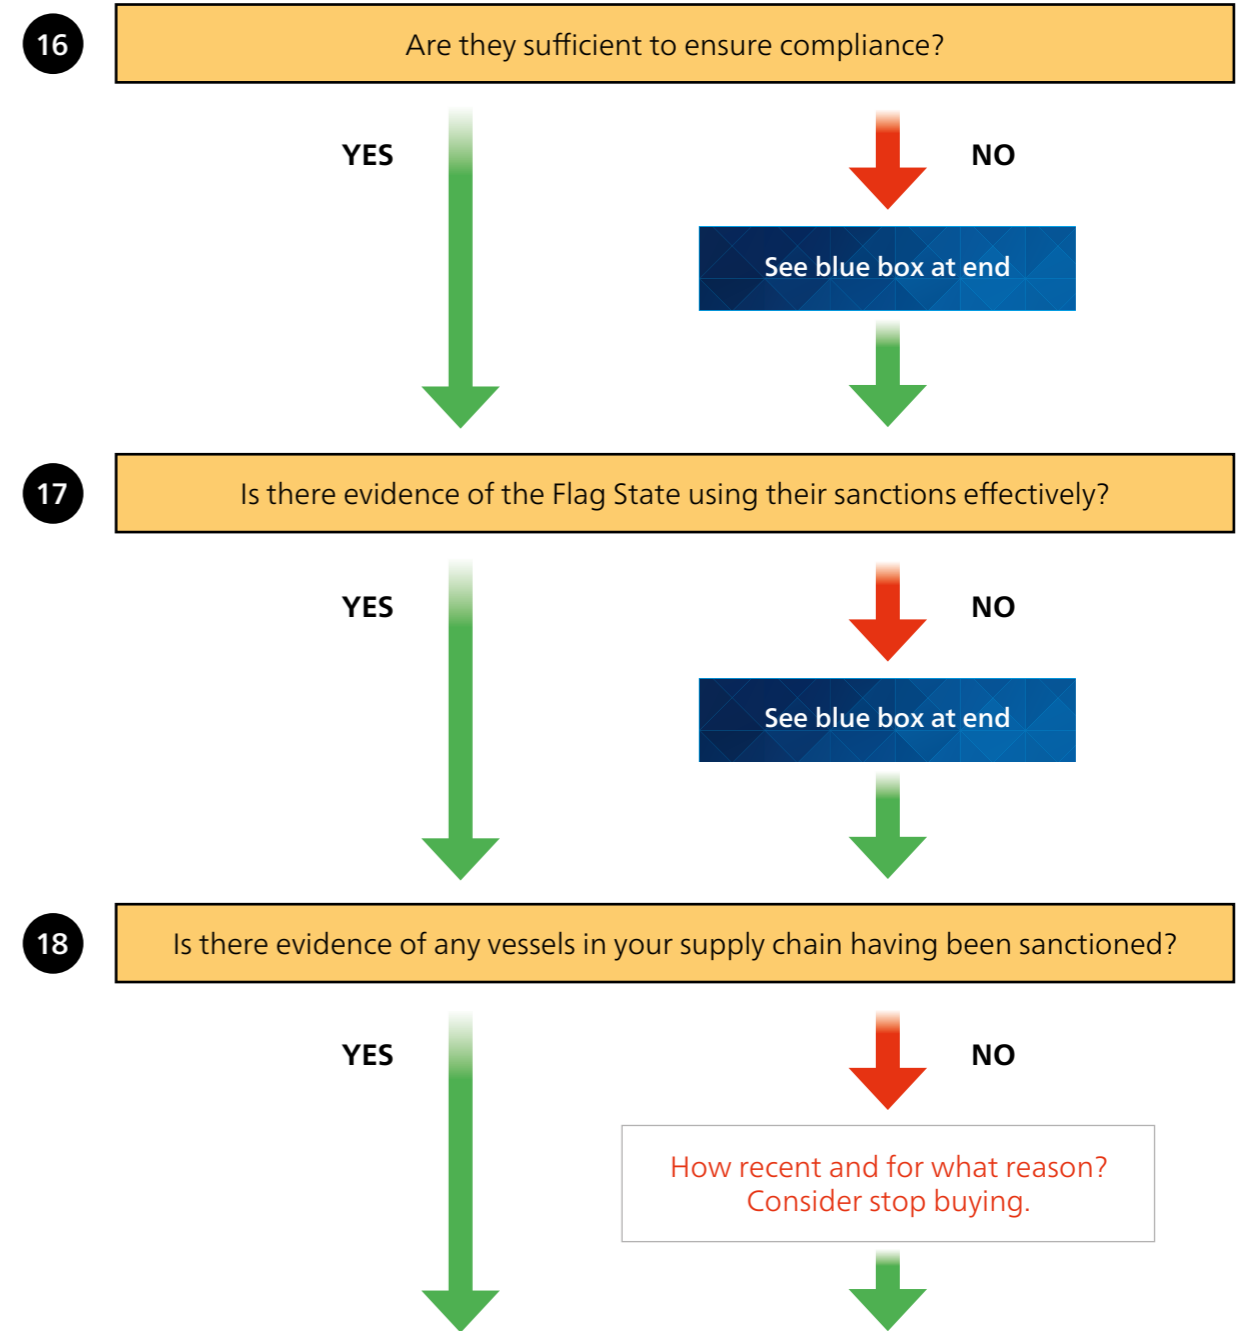 16
Are they sufficient to ensure compliance?
YES
NO
See blue box at end
17
Is there evidence of the Flag State using their sanctions effectively?
YES
NO
See blue box at end
18
Is there evidence of any vessels in your supply chain having been sanctioned?
YES
NO
How recent and for what reason?
Consider stop buying.